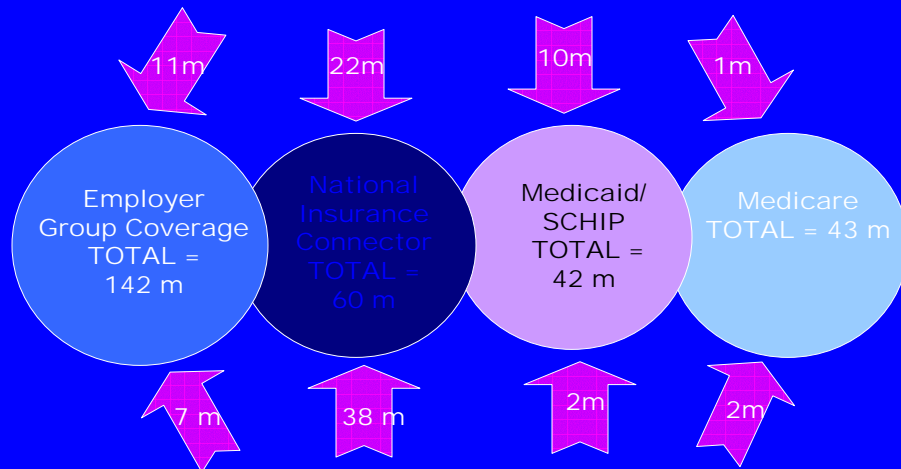 11m
22m
10m
1m
Employer
Group Coverage
TOTAL =
142 m
National
Insurance
Connector
TOTAL =
60 m
Medicaid/
SCHIP
TOTAL =
42 m
Medicare
TOTAL = 43 m
7 m
38 m
2m
2m